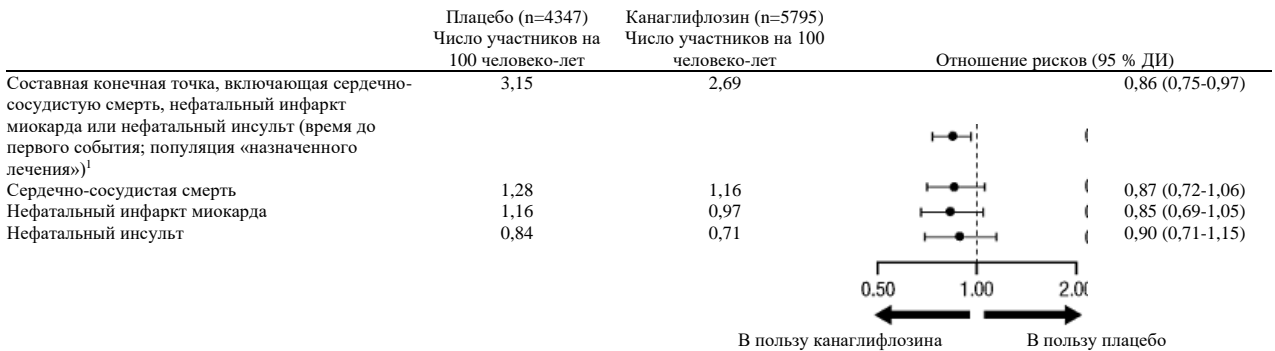 Плацебо (n=4347) Канаглифлозин (n=5795)
Число участников на Число участников на 100
100 человеко-лет человеко-лет Отношение рисков (95 % ДИ)
Составная конечная точка, включающая сердечно- 3,15 2,69 0,86 (0,75-0,97)
сосудистую смерть, нефатальный инфаркт
миокарда или нефатальный инсульт (время до
первого события; популяция «назначенного
лечения»)1
Сердечно-сосудистая смерть 1,28 1,16 0,87 (0,72-1,06)
Нефатальный инфаркт миокарда 1,16 0,97 0,85 (0,69-1,05)
Нефатальный инсульт 0,84 0,71 0,90 (0,71-1,15)
0.50 1.00 2.0
В пользу канаглифлозина В пользу плацебо